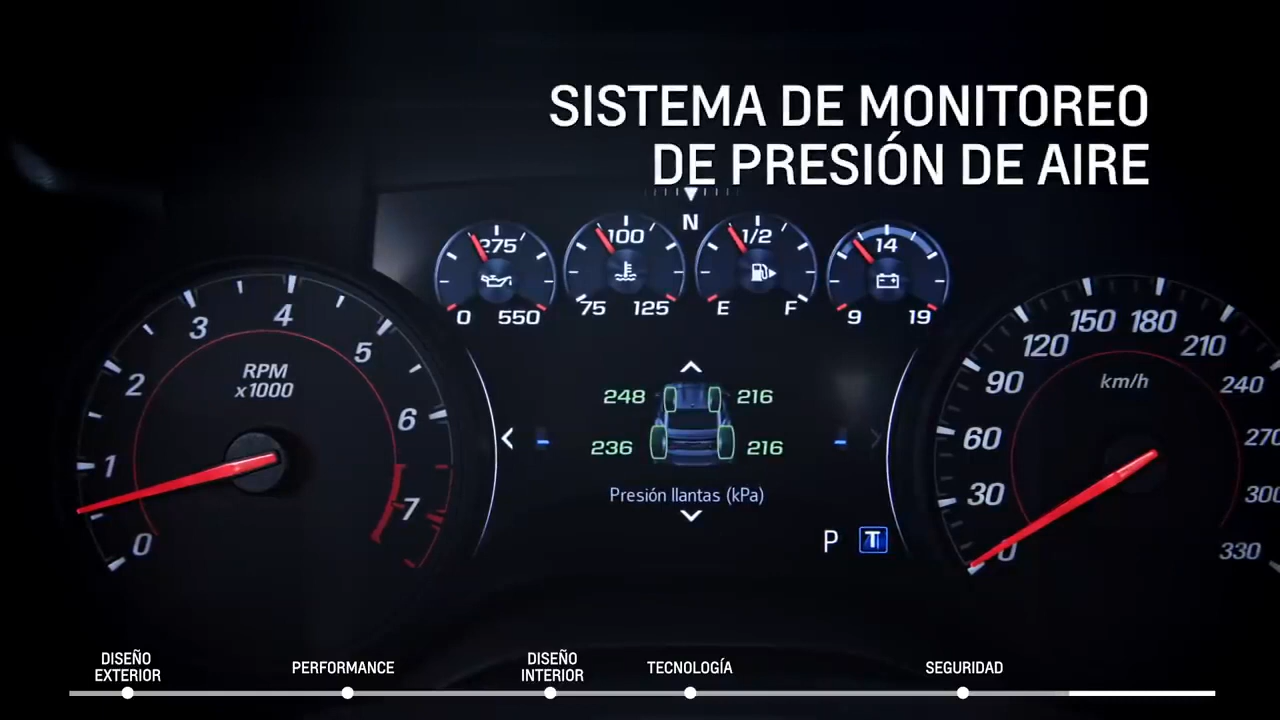 SISTEMA DE MONITOREO
DE PRESIÓN DE AIRE
N
275
0 550
100
75 125
1/2
E F
14
9 19
0 1 2 3 4 5 6 7
RPM
x1000
248 216
236 216
Presión llantas (kPa)
P T
0 30 60 90 120 150 180 210 240 270 300 330
km/h
DISEÑO
EXTERIOR
PERFORMANCE
DISEÑO
INTERIOR
TECNOLOGÍA
SEGURIDAD